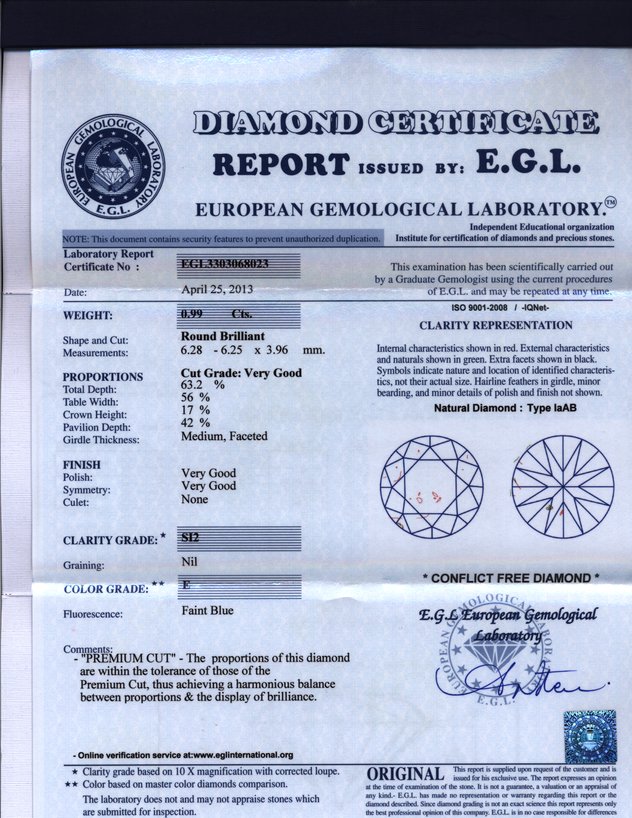 DIAMOND CERTIFICATE
REPORT ISSUED BY: E.G.L.
EUROPEAN GEMOLOGICAL LABORATORY.™
EUROPEAN GEMOLOGICAL LABORATORY
E.G.L.
Independent Educational organization
Institute for certification of diamonds and precious stones.
NOTE: This document contains security features to prevent unauthorized duplication.
Laboratory Report
Certificate No : EGL3303068023
Date: April 25, 2013
This examination has been scientifically carried out
by a Graduate Gemologist using the current procedures
of E.G.L. and may be repeated at any time.
WEIGHT: 0.99 Cts.
Shape and Cut: Round Brilliant
Measurements: 6.28 - 6.25 x 3.96 mm.
PROPORTIONS Cut Grade: Very Good
Total Depth: 63.2 %
Table Width: 56 %
Crown Height: 17 %
Pavilion Depth: 42 %
Girdle Thickness: Medium, Faceted
FINISH
Polish: Very Good
Symmetry: Very Good
Culet: None
CLARITY GRADE: * SI2
Graining: Nil
COLOR GRADE: ** E
Fluorescence: Faint Blue
Comments:
- "PREMIUM CUT" - The proportions of this diamond
are within the tolerance of those of the
Premium Cut, thus achieving a harmonious balance
between proportions & the display of brilliance.
- Online verification service at:www.eglinternational.org
★ Clarity grade based on 10 X magnification with corrected loupe.
★★ Color based on master color diamonds comparison.
The laboratory does not and may not appraise stones which
are submitted for inspection.
ISO 9001-2008 / -IQNet-
CLARITY REPRESENTATION
Internal characteristics shown in red. External characteristics
and naturals shown in green. Extra facets shown in black.
Symbols indicate nature and location of identified characteris-
tics, not their actual size. Hairline feathers in girdle, minor
bearding, and minor details of polish and finish not shown.
Natural Diamond : Type IaAB
* CONFLICT FREE DIAMOND *
E.G.L European Gemological
Laboratory
EUROPEAN GEMOLOGICAL LABORATORY
E.G.L.
ORIGINAL This report is supplied upon request of the customer and is
issued for his exclusive use. The report expresses an opinion
at the time of examination of the stone. It is not a guarantee, a valuation or an appraisal of
any kind.- E.G.L. has made no representation or warranty regarding this report or the
diamond described. Since diamond grading is not an exact science this report represents only
the best professional opinion of this company. E.G.L. is in no case responsible for differences